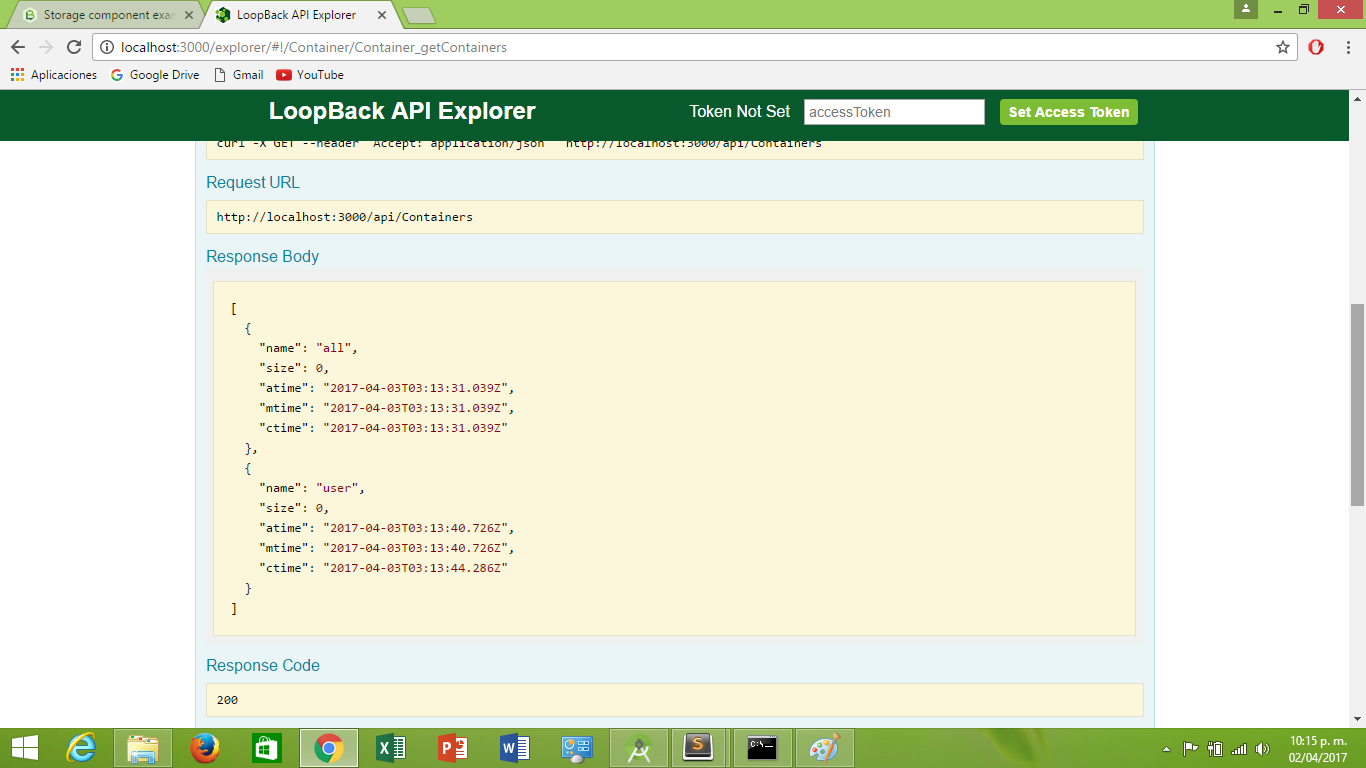 Storage component exan
LoopBack API Explorer
localhost:3000/explorer/#!/Container/Container_getContainers
Aplicaciones
Google Drive
Gmail
YouTube
LoopBack API Explorer
Token Not Set
accessToken
Set Access Token
curl -X GET --header 'Accept: application/json' 'http://localhost:3000/api/Containers'
Request URL
http://localhost:3000/api/Containers
Response Body
[
{
"name": "all",
"size": 0,
"atime": "2017-04-03T03:13:31.039Z",
"mtime": "2017-04-03T03:13:31.039Z",
"ctime": "2017-04-03T03:13:31.039Z"
},
{
"name": "user",
"size": 0,
"atime": "2017-04-03T03:13:40.726Z",
"mtime": "2017-04-03T03:13:40.726Z",
"ctime": "2017-04-03T03:13:44.286Z"
}
]
Response Code
200
C:\
10:15 p. m.
02/04/2017